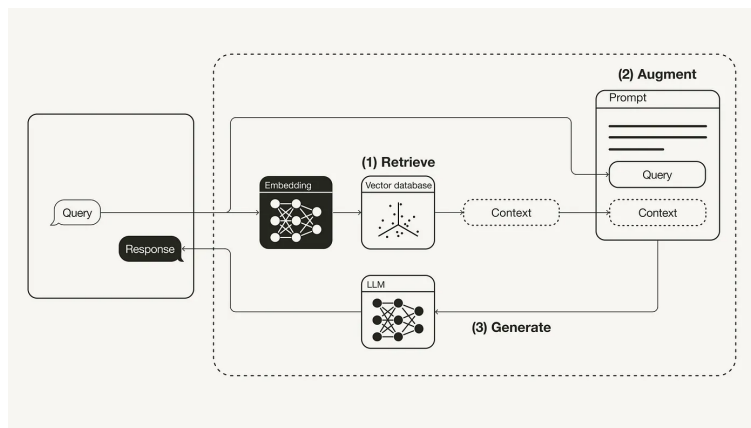 (2) Augment
Prompt
(1) Retrieve
Embedding
Vector database
Query
Query
Context
Context
Response
LLM
(3) Generate